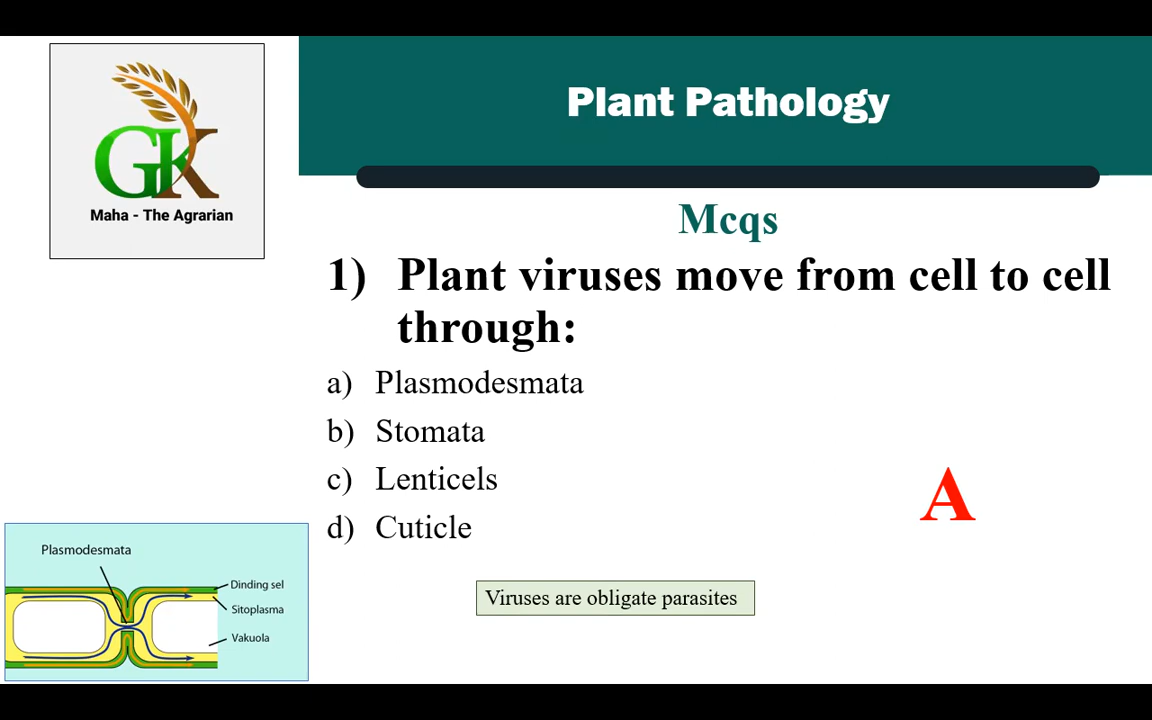 GK
Maha - The Agrarian
Plant Pathology
Mcqs
1) Plant viruses move from cell to cell
through:
a) Plasmodesmata
b) Stomata
c) Lenticels
d) Cuticle
A
Viruses are obligate parasites
Plasmodesmata
Dinding sel
Sitoplasma
Vakuola